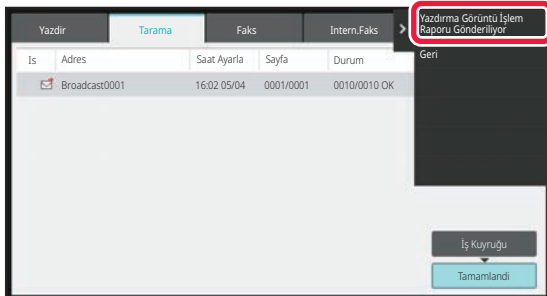 Yazdir
Tarama
Faks
Intern.Faks
Yazdırma Görüntü İşlem
Raporu Gönderiliyor
Is
Adres
Saat Ayarla
Sayfa
Durum
Geri
Broadcast0001
16:02 05/04
0001/0001
0010/0010 OK
İş Kuyruğu
Tamamlandi